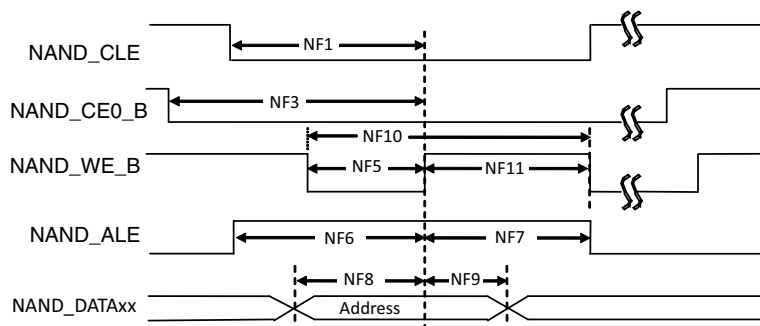 NF1
NAND_CLE
NF3
NAND_CE0_B
NF10
NAND_WE_B
NF5
NF11
NAND_ALE
NF6
NF7
NF8
NF9
NAND_DATAxx
Address